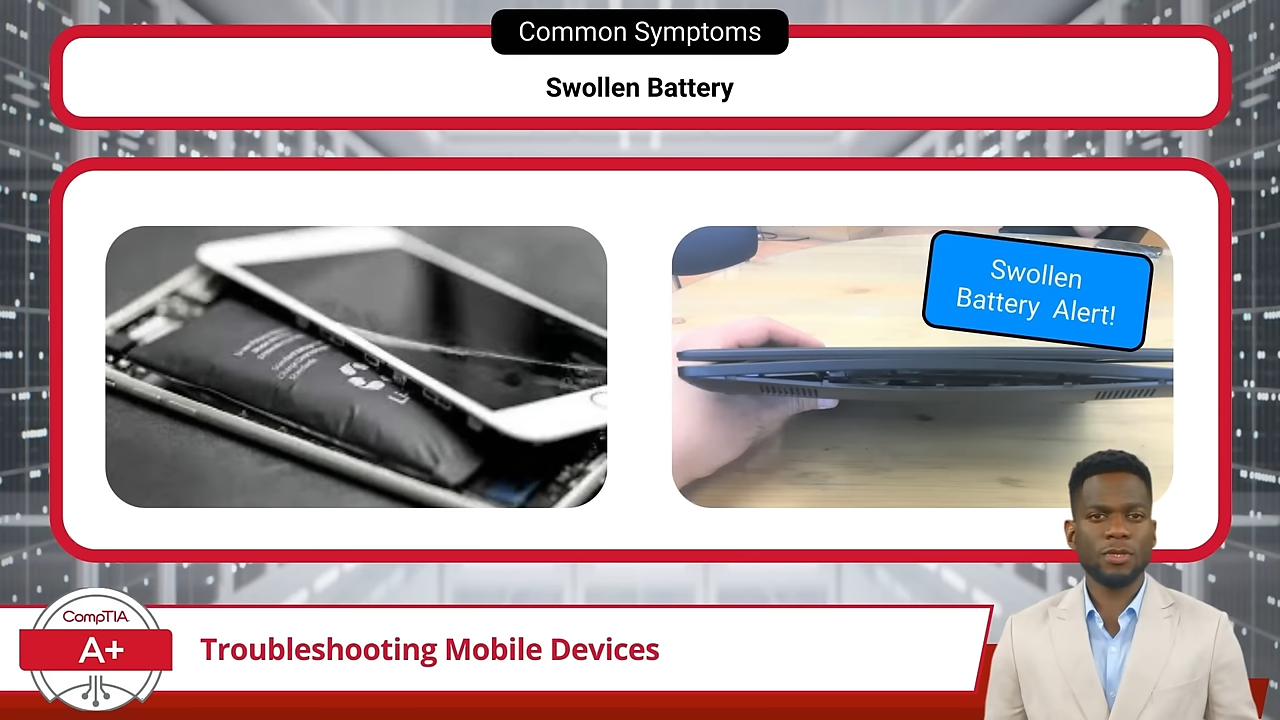 Common Symptoms
Swollen Battery
Swollen
Battery Alert!
CompTIA
A+
Troubleshooting Mobile Devices